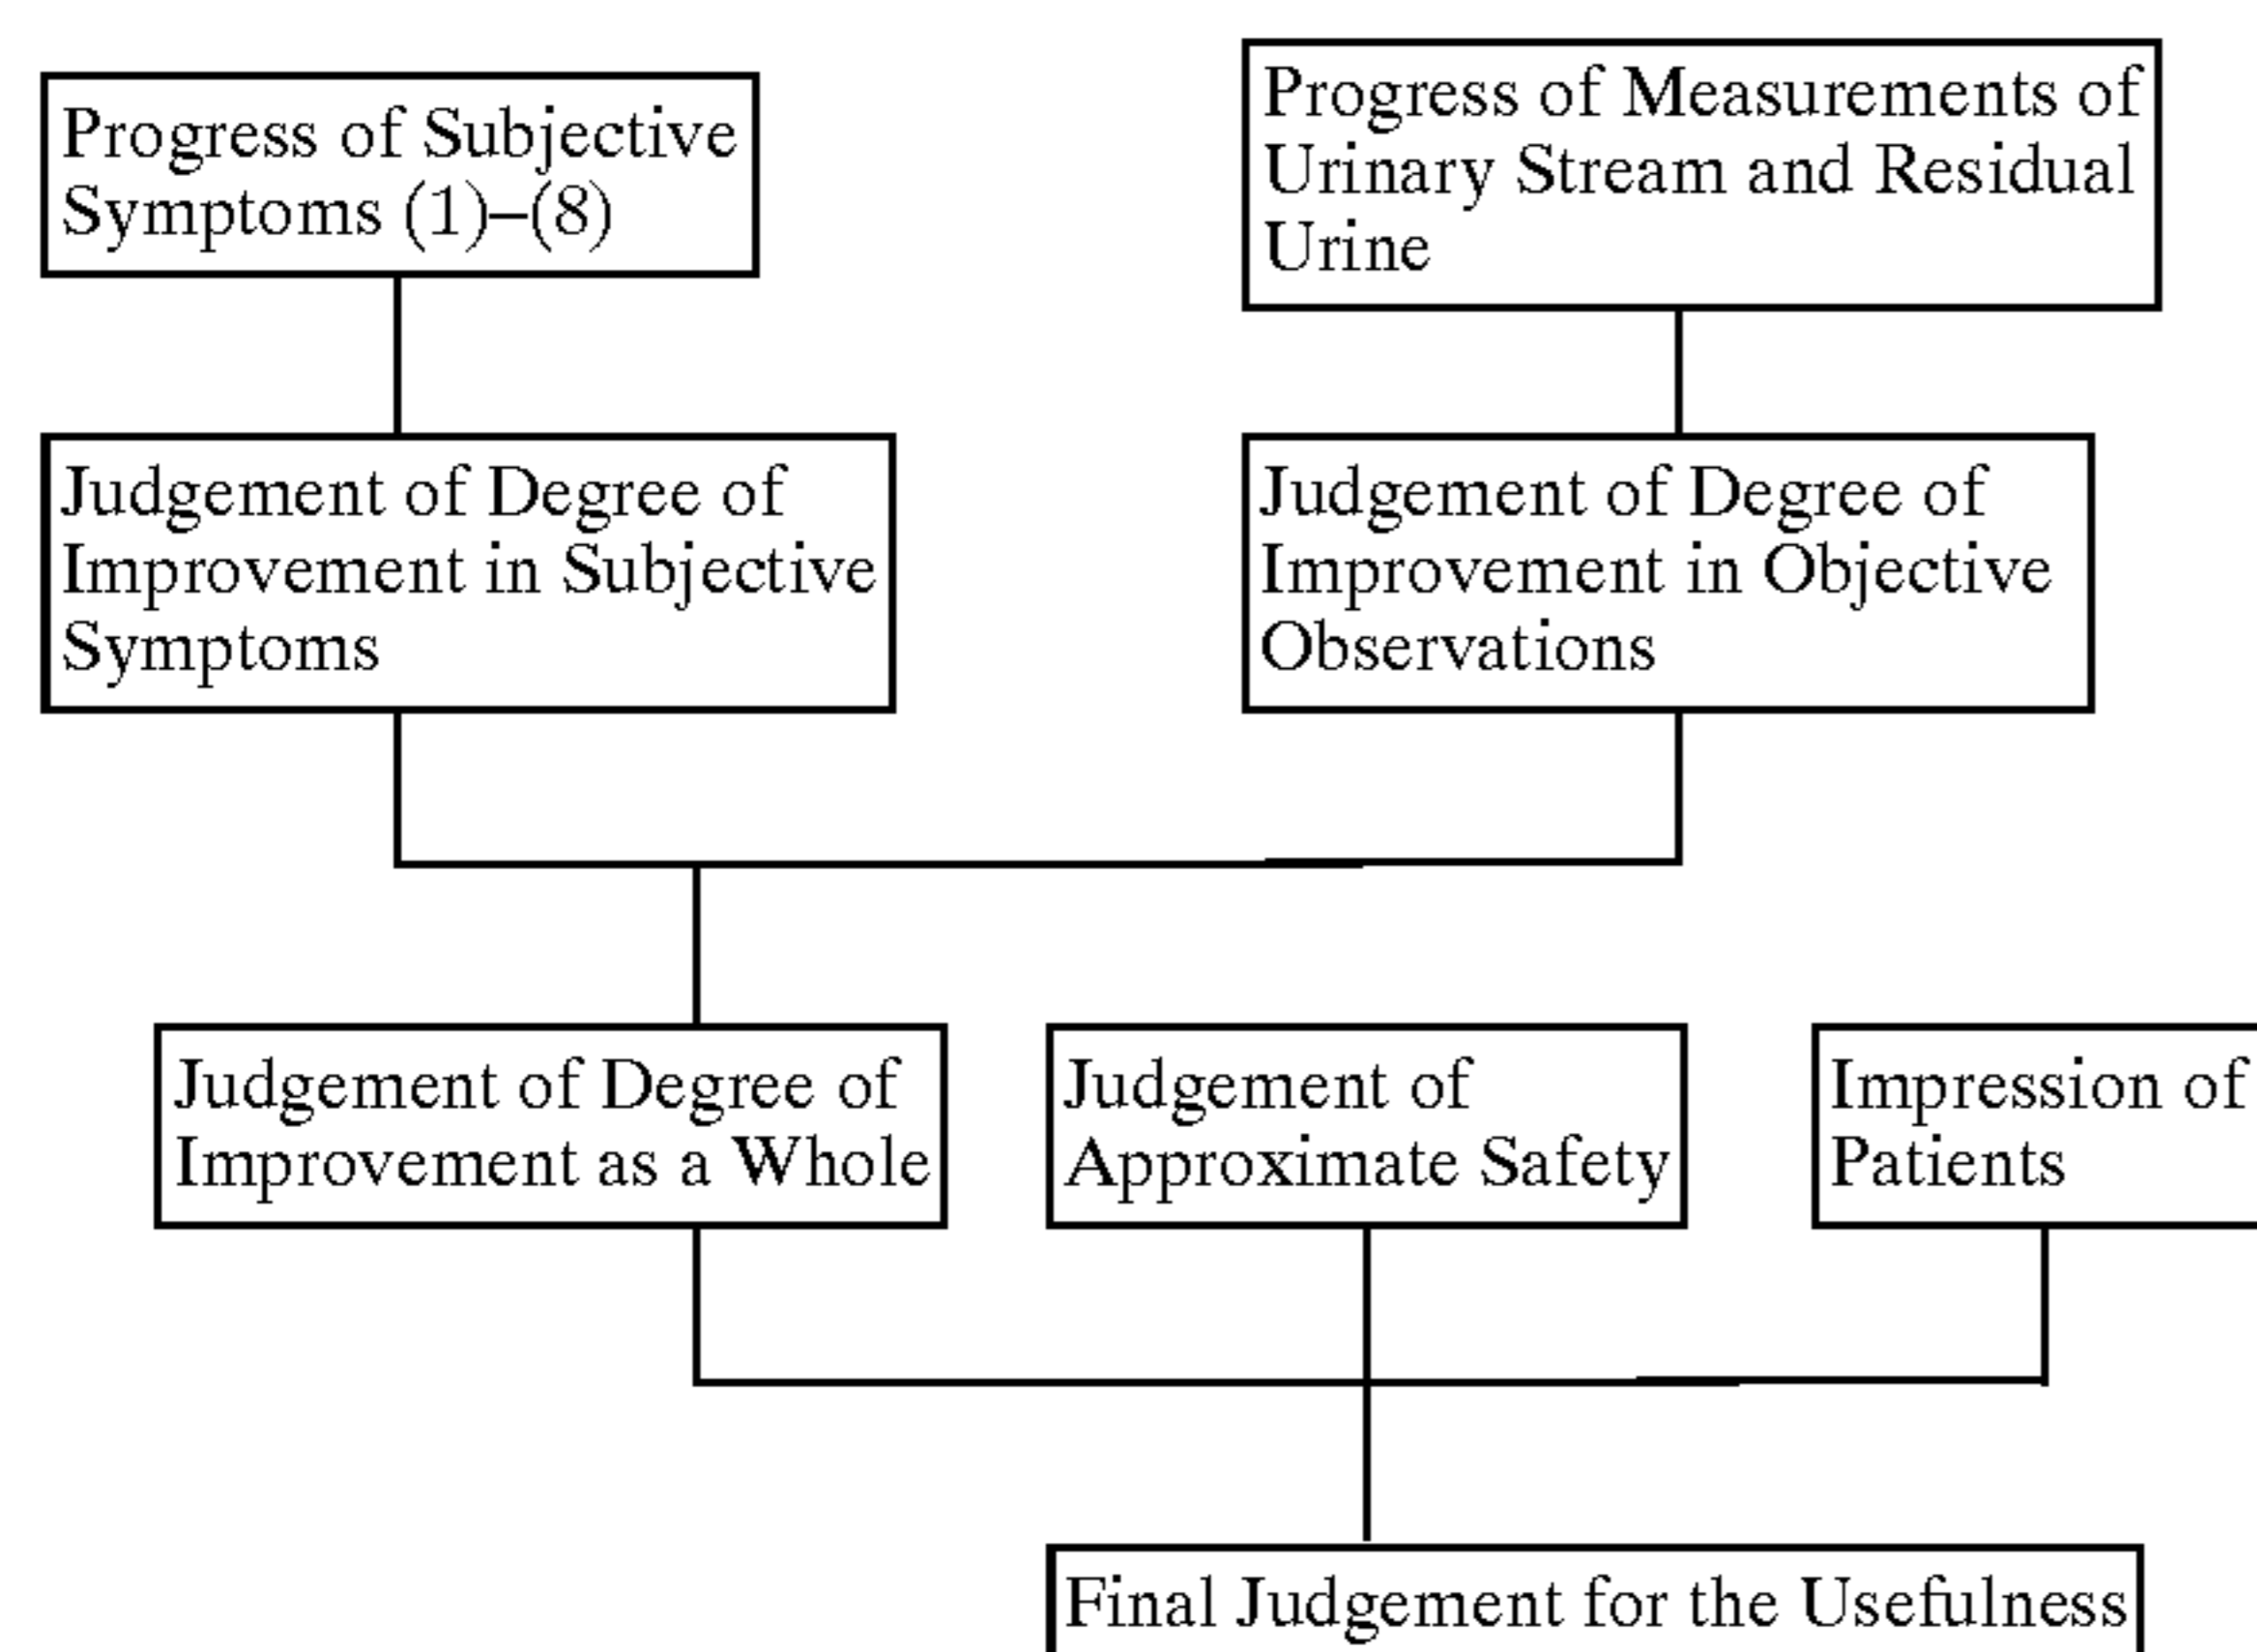 Progress of Subjective
Symptoms (1)–(8)
Progress of Measurements of
Urinary Stream and Residual
Urine
Judgement of Degree of
Improvement in Subjective
Symptoms
Judgement of Degree of
Improvement in Objective
Observations
Judgement of Degree of
Improvement as a Whole
Judgement of
Approximate Safety
Impression of
Patients
Final Judgement for the Usefulness